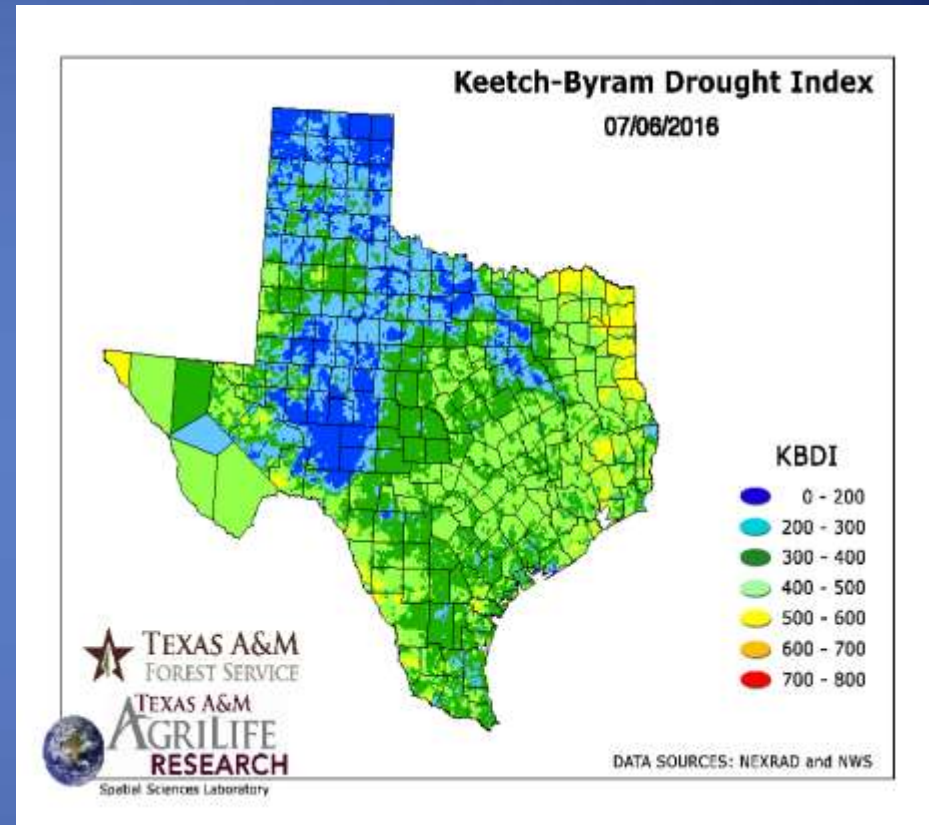 Keetch-Byram Drought Index
07/06/2016
KBDI
0 - 200
200 - 300
300 - 400
400 - 500
500 - 600
600 - 700
700 - 800
TEXAS A&M
FOREST SERVICE
TEXAS A&M
AGRILIFE
RESEARCH
Spatial Sciences Laboratory
DATA SOURCES: NEXRAD and NWS